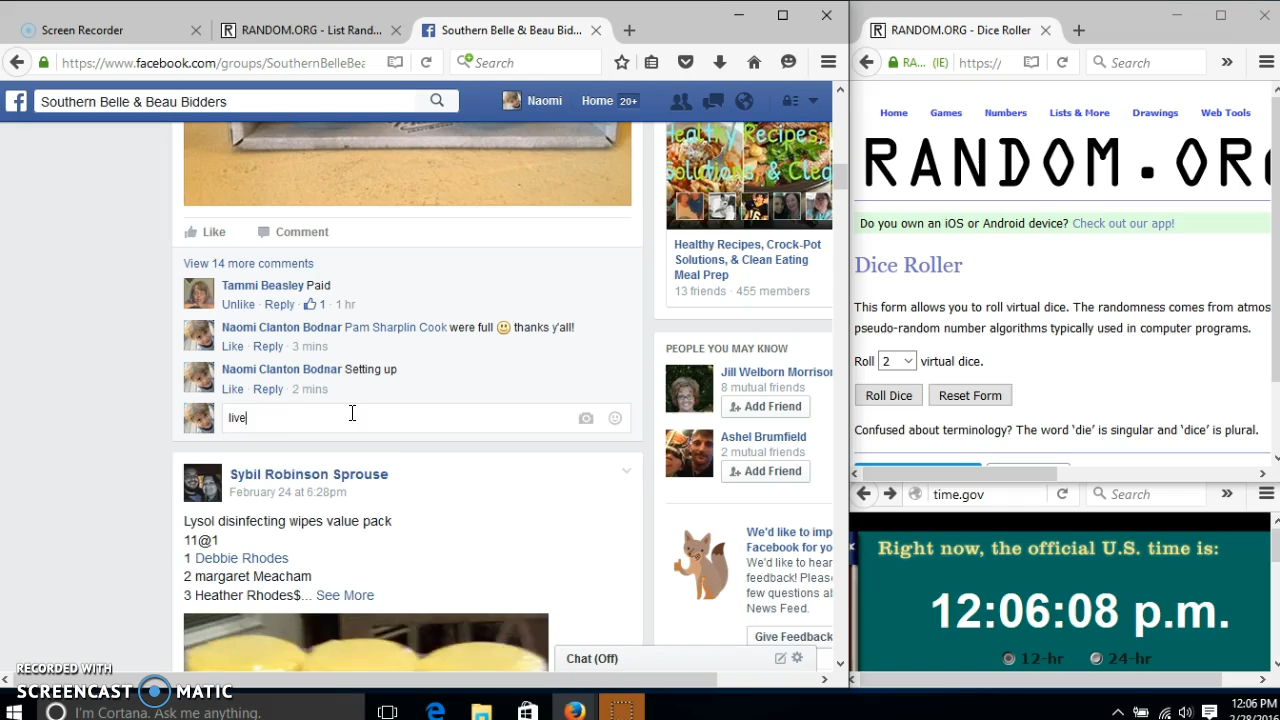 Screen Recorder
RANDOM.ORG - List Rand...
Southern Belle & Beau Bid...
https://www.facebook.com/groups/SouthernBelleBea
Search
Southern Belle & Beau Bidders
Naomi
Home 20+
Like
Comment
View 14 more comments
Tammi Beasley Paid
Unlike · Reply · 1 · 1 hr
Naomi Clanton Bodnar Pam Sharplin Cook were full thanks y'all!
Like · Reply · 3 mins
Naomi Clanton Bodnar Setting up
Like · Reply · 2 mins
live
Sybil Robinson Sprouse
February 24 at 6:28pm
Lysol disinfecting wipes value pack
11@1
1 Debbie Rhodes
2 margaret Meacham
3 Heather Rhodes$... See More
Healthy Recipes,
Solutions, & Clea
Healthy Recipes, Crock-Pot
Solutions, & Clean Eating
Meal Prep
13 friends · 455 members
PEOPLE YOU MAY KNOW
Jill Welborn Morrison
8 mutual friends
Add Friend
Ashel Brumfield
2 mutual friends
Add Friend
We'd like to imp
Facebook for yo
We'd like to hear
feedback! Please
few questions ab
News Feed.
Give Feedback
Chat (Off)
RANDOM.ORG - Dice Roller
RA... (IE)
https://
Search
Home
Games
Numbers
Lists & More
Drawings
Web Tools
RANDOM.ORG
Do you own an iOS or Android device? Check out our app!
Dice Roller
This form allows you to roll virtual dice. The randomness comes from atmos
pseudo-random number algorithms typically used in computer programs.
Roll 2 virtual dice.
Roll Dice
Reset Form
Confused about terminology? The word 'die' is singular and 'dice' is plural.
time.gov
Search
Right now, the official U.S. time is:
12:06:08 p.m.
12-hr
24-hr
RECORDED WITH
SCREENCAST MATIC
I'm Cortana. Ask me anything.
12:06 PM